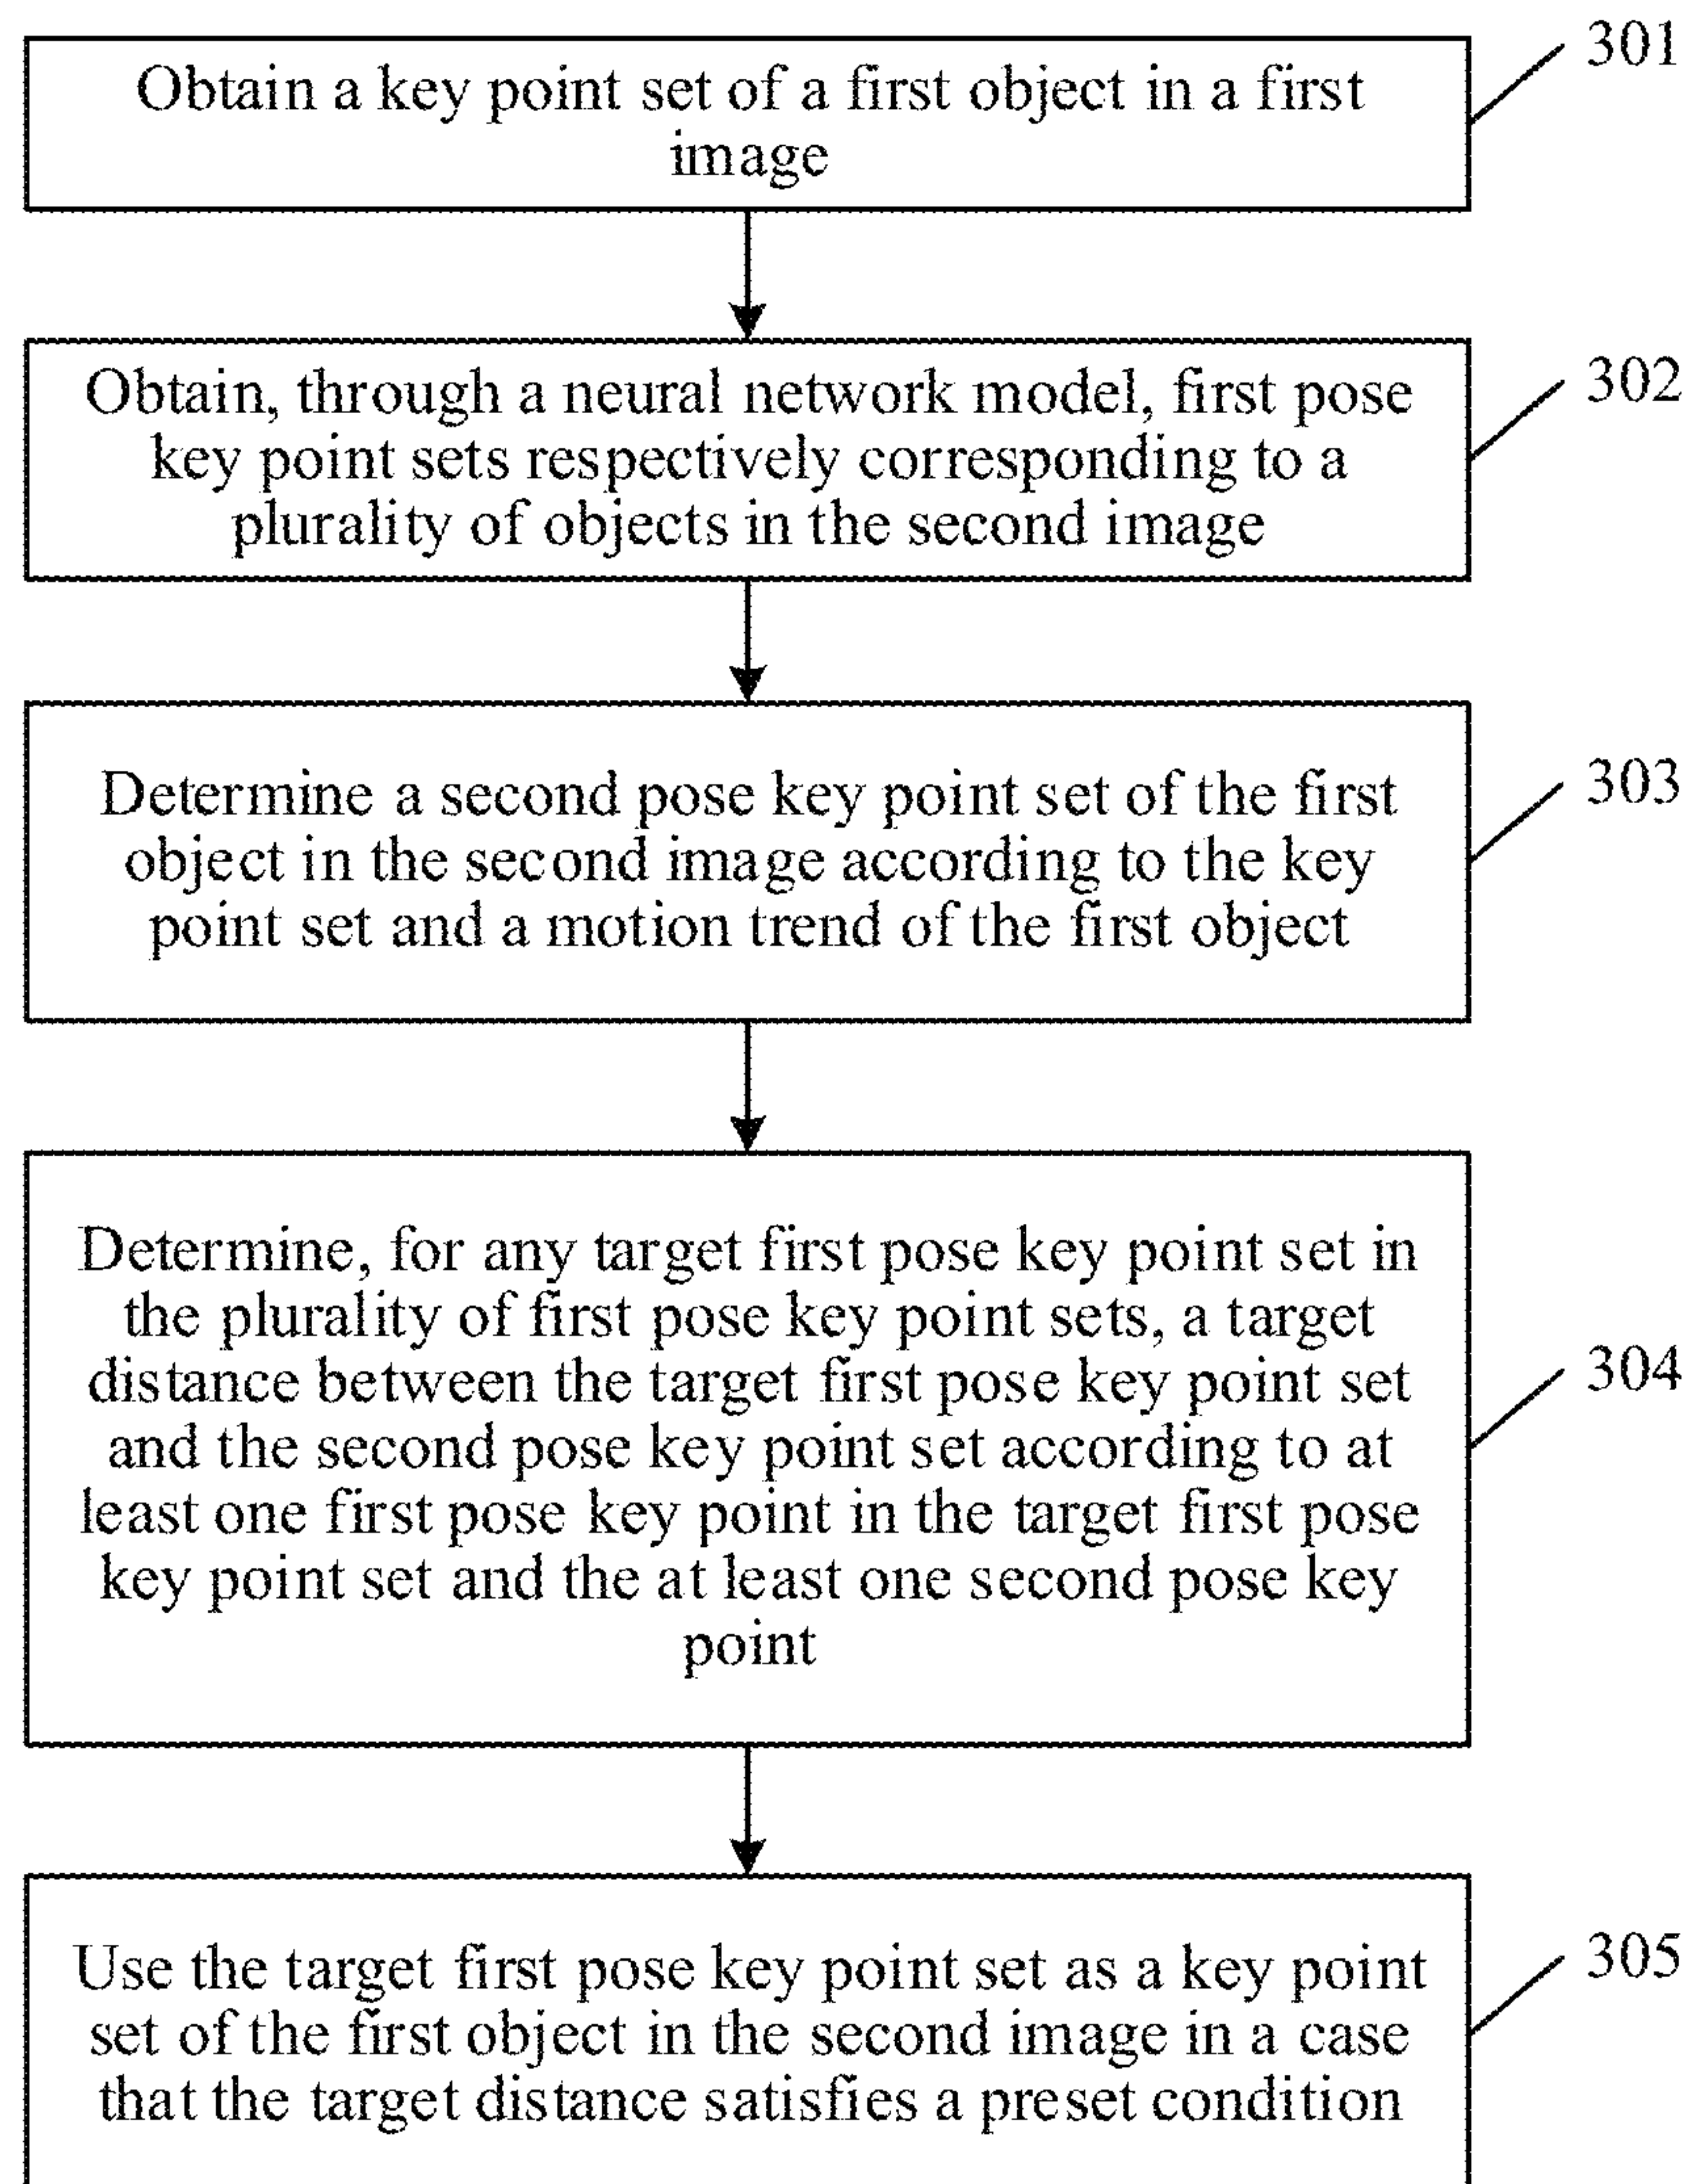 301
Obtain a key point set of a first object in a first
image
302
Obtain, through a neural network model, first pose
key point sets respectively corresponding to a
plurality of objects in the second image
303
Determine a second pose key point set of the first
object in the second image according to the key
point set and a motion trend of the first object
304
Determine, for any target first pose key point set in
the plurality of first pose key point sets, a target
distance between the target first pose key point set
and the second pose key point set according to at
least one first pose key point in the target first pose
key point set and the at least one second pose key
point
305
Use the target first pose key point set as a key point
set of the first object in the second image in a case
that the target distance satisfies a preset condition